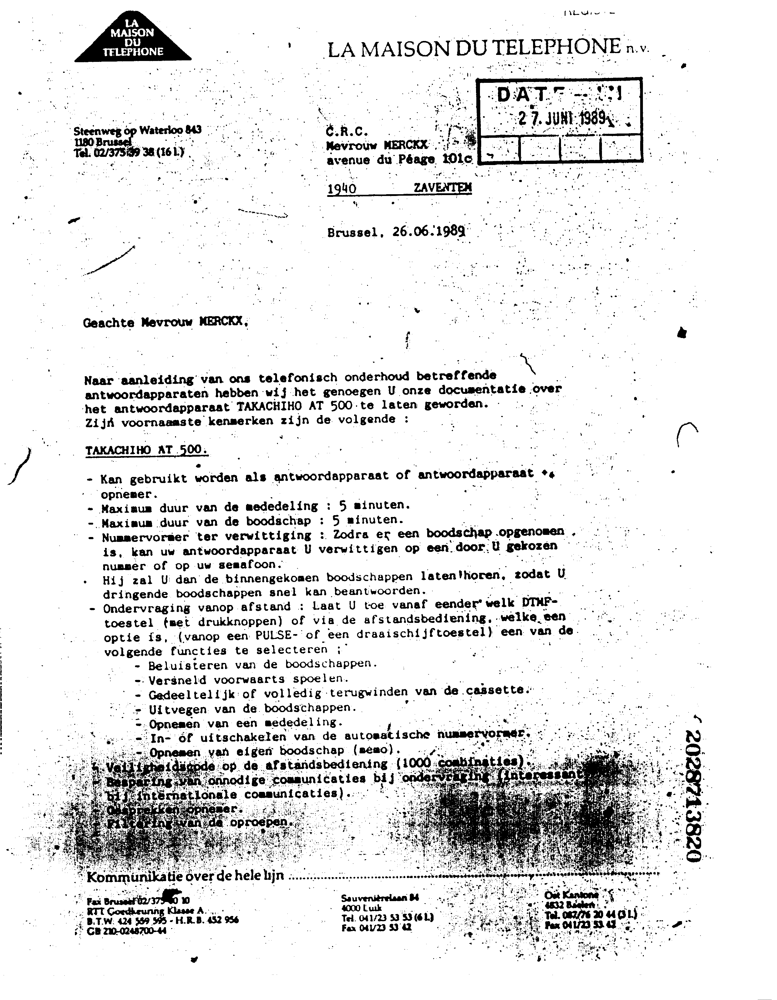 LA
MAISON
DU
TELEPHONE
LA MAISON DU TELEPHONE n.v.
27. JUNI 1989
Steenweg op Waterloo 843
1180 Brussel
Tel. 02/375 39 38 (16 l.)
C.R.C.
Mevrouw MERCKX
avenue du Péage 101c
1940 ZAVENTEM
Brussel, 26.06.1989
Geachte Mevrouw MERCKX,
Naar aanleiding van ons telefonisch onderhoud betreffende
antwoordapparaten hebben wij het genoegen U onze documentatie over
het antwoordapparaat TAKACHIHO AT 500 te laten geworden.
Zijn voornaamste kenmerken zijn de volgende :
TAKACHIHO AT 500.
- Kan gebruikt worden als antwoordapparaat of antwoordapparaat +
opnemer.
- Maximum duur van de mededeling : 5 minuten.
- Maximum duur van de boodschap : 5 minuten.
- Nummervormer ter verwittiging : Zodra er een boodschap opgenomen
is, kan uw antwoordapparaat U verwittigen op een door U gekozen
nummer of op uw semafoon.
Hij zal U dan de binnengekomen boodschappen laten horen, zodat U
dringende boodschappen snel kan beantwoorden.
- Ondervraging vanop afstand : Laat U toe vanaf eender welk DTMF-
toestel (met drukknoppen) of via de afstandsbediening, welke een
optie is, (vanop een PULSE- of een draaischijftoestel) een van de
volgende functies te selecteren :
- Beluisteren van de boodschappen.
- Versneld voorwaarts spoelen.
- Gedeeltelijk of volledig terugwinden van de cassette.
- Uitvegen van de boodschappen.
- Opnemen van een mededeling.
- In- of uitschakelen van de automatische nummervormer.
- Opnemen van eigen boodschap (memo).
- Veiligheidscode op de afstandsbediening (1000 combinaties)
Besparing van onnodige communicaties bij ondervraging (interessant
bij internationale communicaties).
Gesprekken opnemer.
Filtering van de oproepen.
2028713820
Kommunikatie over de hele lijn
Fax Brussel 02/375 10
RTT Goedkeuring Klasse A
B.T.W. 424 559 595 - H.R.B. 452 956
GB 210-0248700-44
Sauvenièrelaan 84
4000 Luik
Tel. 041/23 53 53 (6 l.)
Fax 041/23 53 42
Ost Kantone
4832 Baelen
Tel. 087/76 20 44 (3 l.)
Fax 041/23 53 42